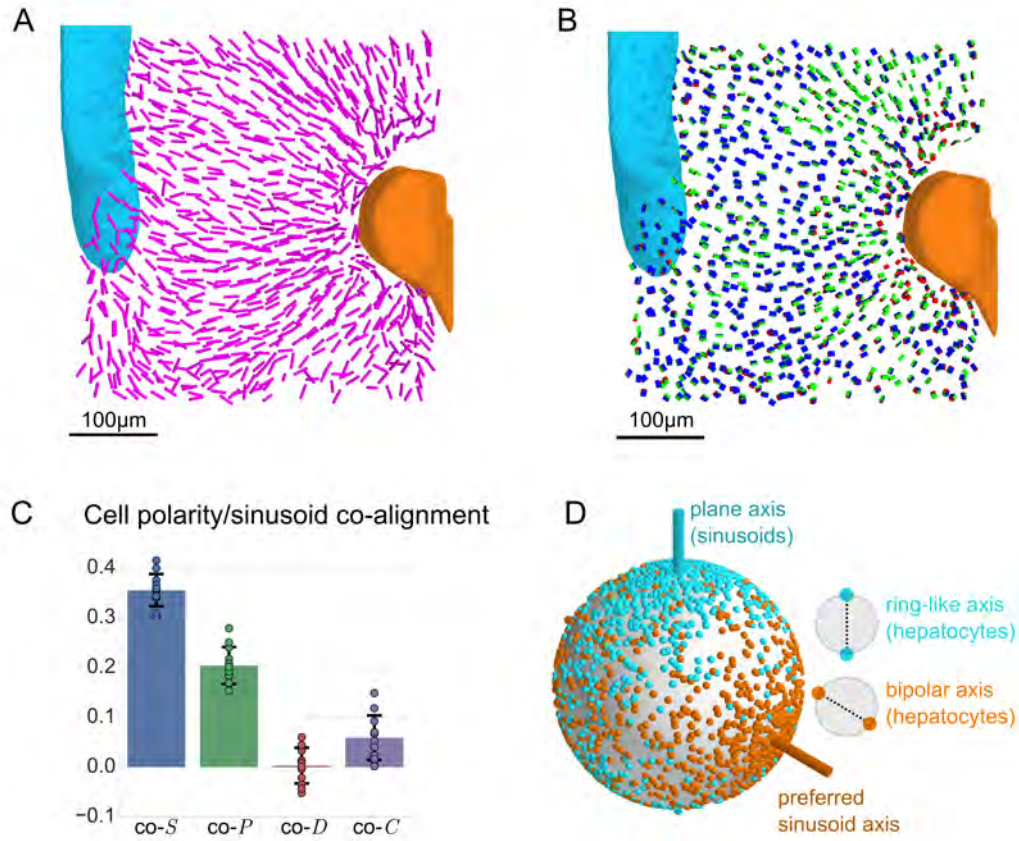 A
B
100µm
100µm
C
Cell polarity/sinusoid co-alignment
0.4
0.3
0.2
0.1
0.0
−0.1
co-S
co-P
co-D
co-C
D
plane axis
(sinusoids)
ring-like axis
(hepatocytes)
bipolar axis
(hepatocytes)
preferred
sinusoid axis